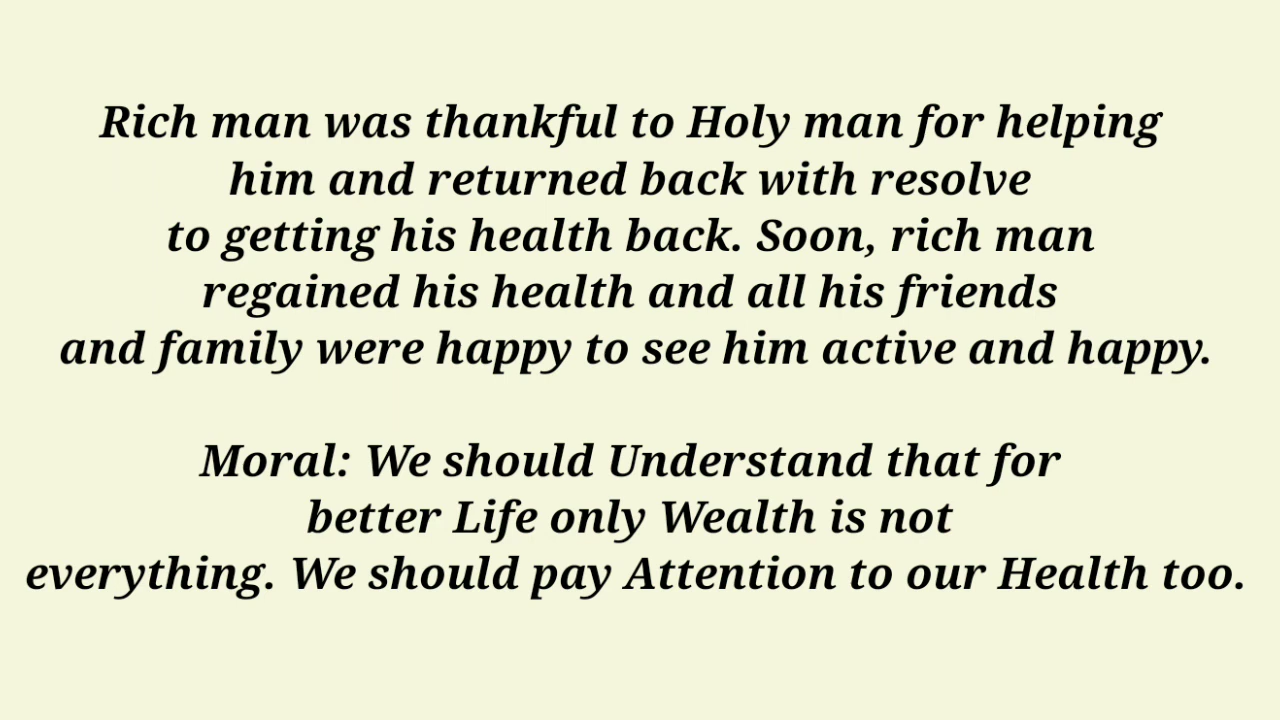 Rich man was thankful to Holy man for helping
him and returned back with resolve
to getting his health back. Soon, rich man
regained his health and all his friends
and family were happy to see him active and happy.
Moral: We should Understand that for
better Life only Wealth is not
everything. We should pay Attention to our Health too.